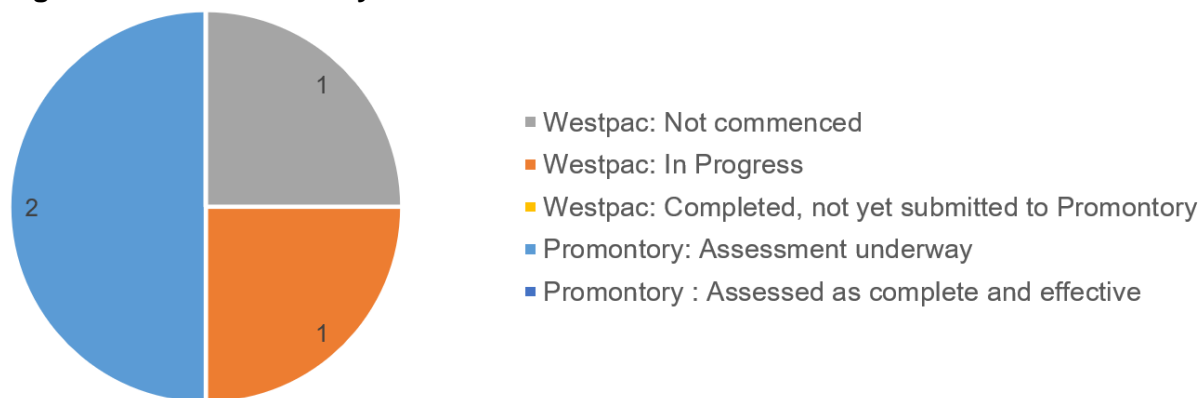 1
2
1
Westpac: Not commenced
Westpac: In Progress
Westpac: Completed, not yet submitted to Promontory
Promontory: Assessment underway
Promontory : Assessed as complete and effective